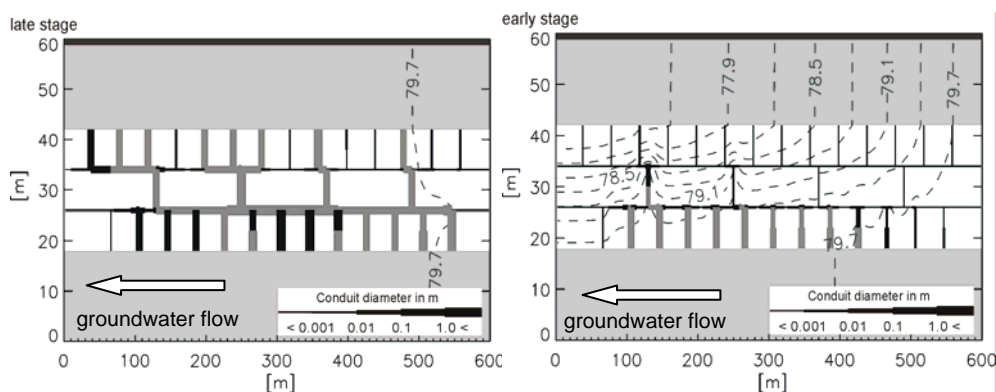 late stage
60
50
40
[m]
30
20
10
0
79.7
79.7
groundwater flow
Conduit diameter in m
< 0.001 0.01 0.1 1.0 <
0 100 200 300 400 500 600
[m]
early stage
60
50
40
[m]
30
20
10
0
77.9
78.5
79.1
79.7
78.5
79.1
79.7
groundwater flow
Conduit diameter in m
< 0.001 0.01 0.1 1.0 <
0 100 200 300 400 500 600
[m]